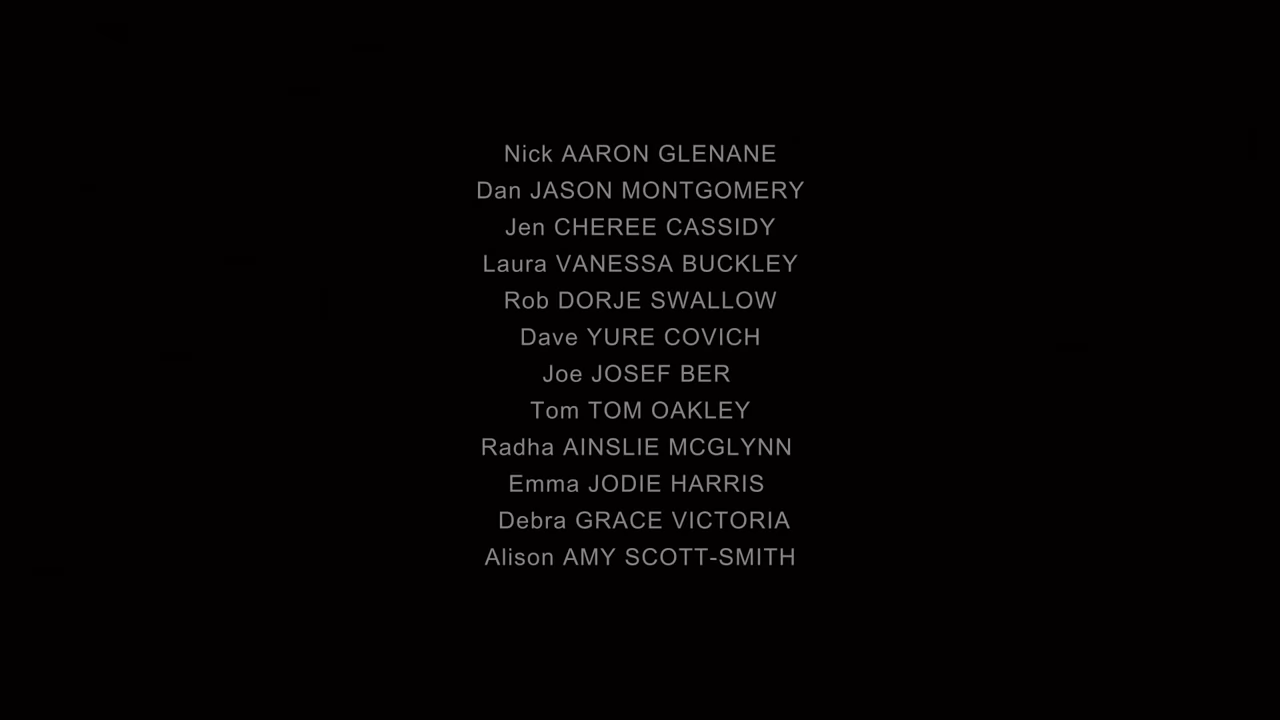 Nick AARON GLENANE
Dan JASON MONTGOMERY
Jen CHEREE CASSIDY
Laura VANESSA BUCKLEY
Rob DORJE SWALLOW
Dave YURE COVICH
Joe JOSEF BER
Tom TOM OAKLEY
Radha AINSLIE MCGLYNN
Emma JODIE HARRIS
Debra GRACE VICTORIA
Alison AMY SCOTT-SMITH